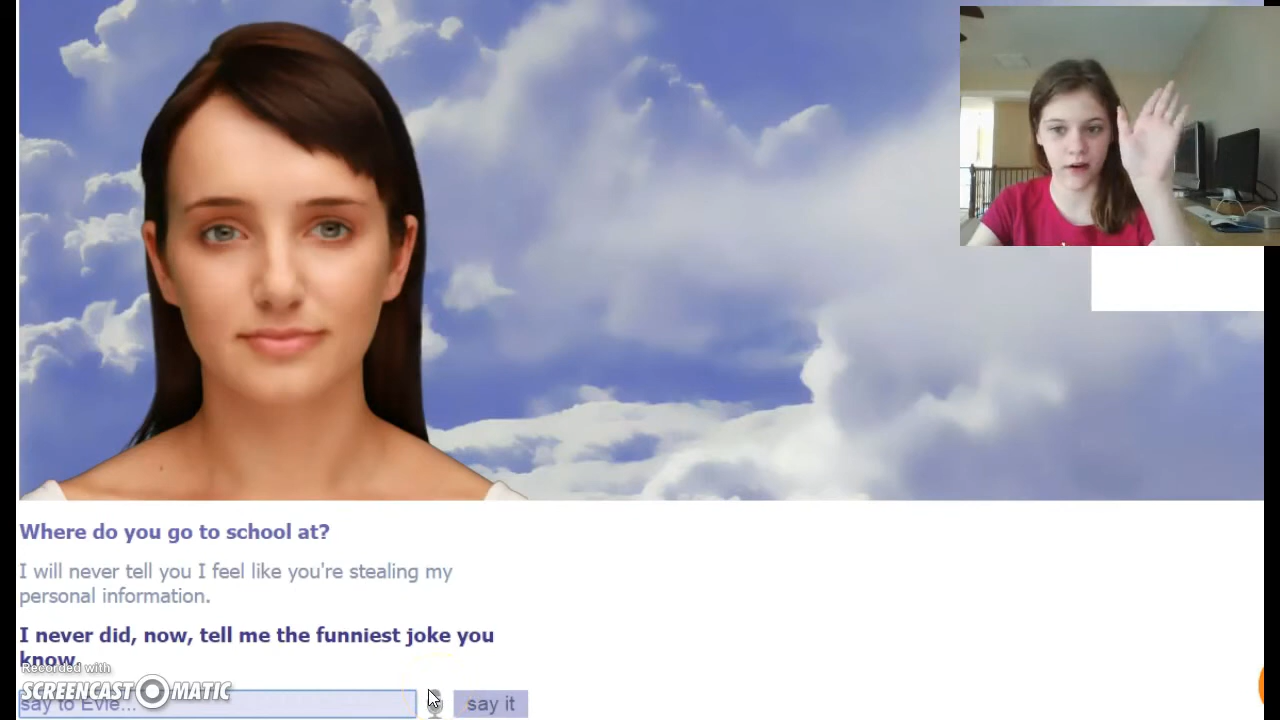 Where do you go to school at?
I will never tell you I feel like you're stealing my
personal information.
I never did, now, tell me the funniest joke you
know.
Recorded with
SCREENCAST MATIC
say to Evie...
say it